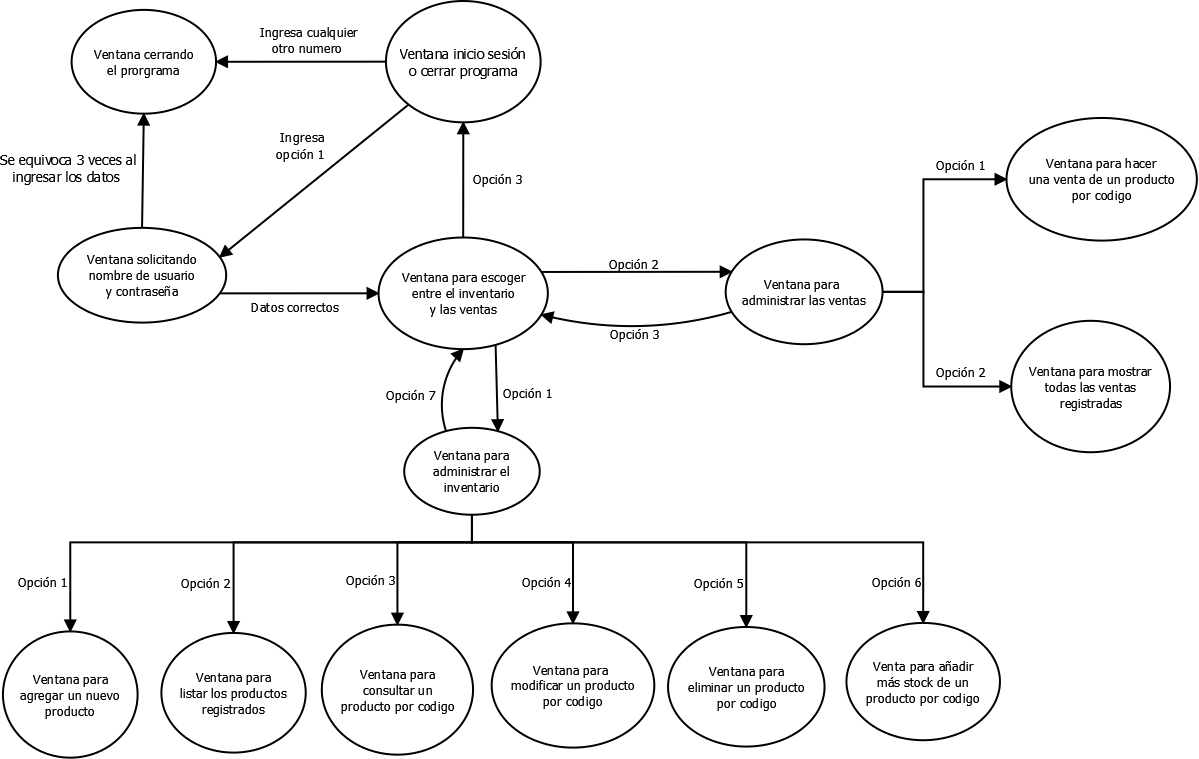 Ventana cerrando
el prorgrama
Ingresa cualquier
otro numero
Ventana inicio sesión
o cerrar programa
Ingresa
opción 1
Se equivoca 3 veces al
ingresar los datos
Opción 3
Opción 1
Ventana para hacer
una venta de un producto
por codigo
Ventana solicitando
nombre de usuario
y contraseña
Datos correctos
Ventana para escoger
entre el inventario
y las ventas
Opción 2
Opción 3
Ventana para
administrar las ventas
Opción 2
Ventana para mostrar
todas las ventas
registradas
Opción 7
Opción 1
Ventana para
administrar el
inventario
Opción 1
Opción 2
Opción 3
Opción 4
Opción 5
Opción 6
Ventana para
agregar un nuevo
producto
Ventana para
listar los productos
registrados
Ventana para
consultar un
producto por codigo
Ventana para
modificar un producto
por codigo
Ventana para
eliminar un producto
por codigo
Venta para añadir
más stock de un
producto por codigo